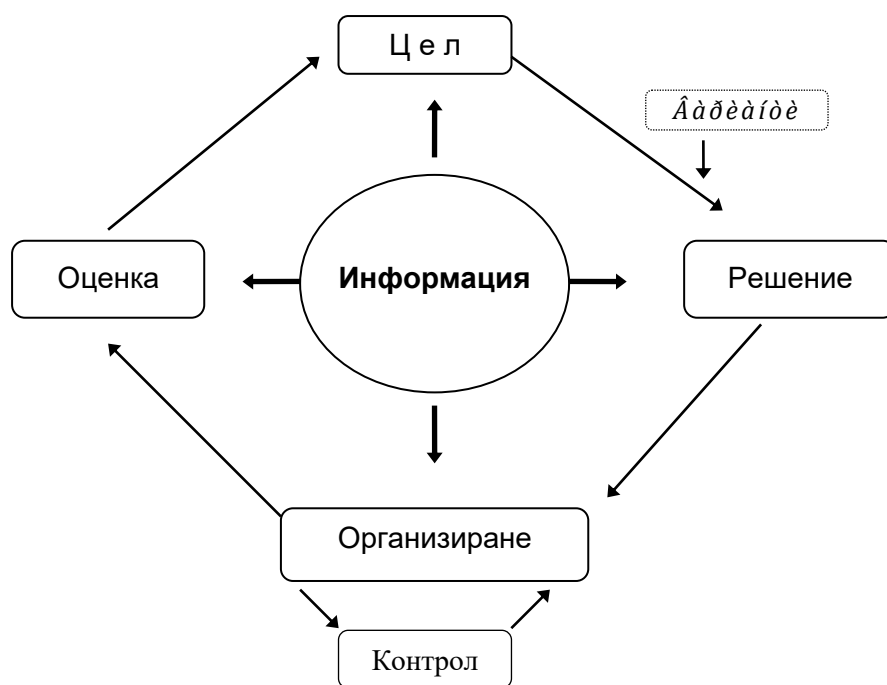 Ц е л
Âàðèàíòè
Оценка
Информация
Решение
Организиране
Контрол